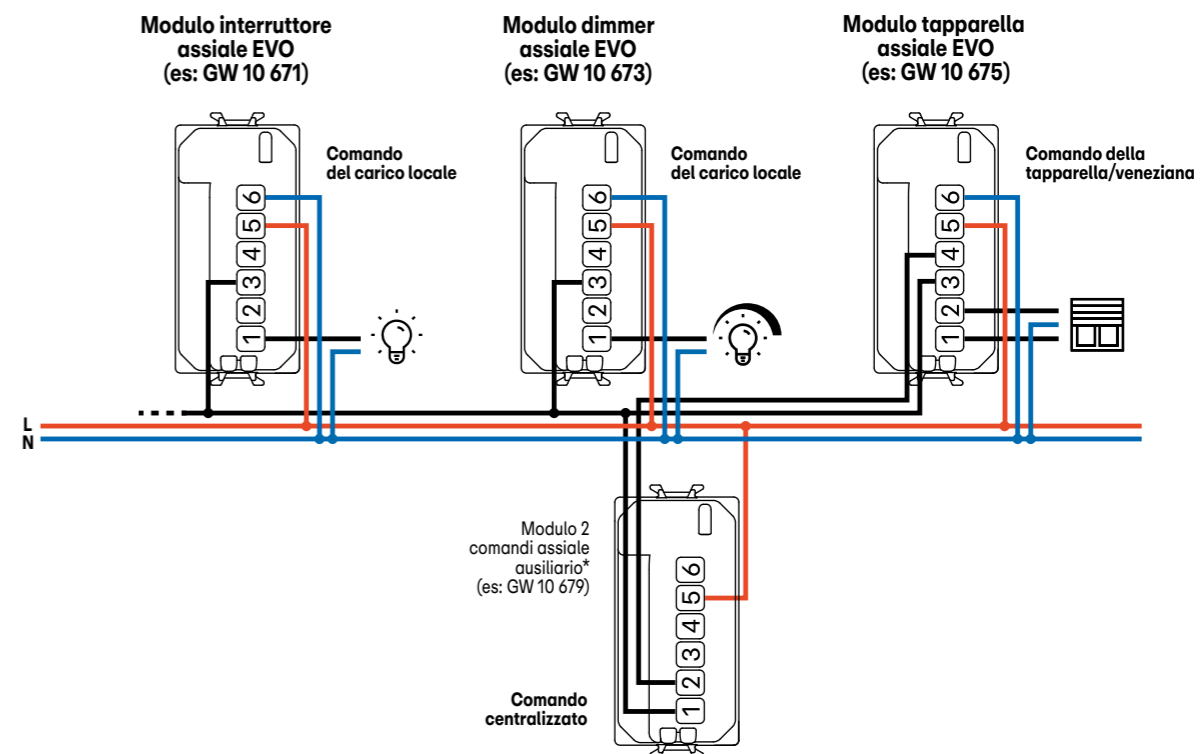 Modulo interruttore
assiale EVO
(es: GW 10 671)
Modulo dimmer
assiale EVO
(es: GW 10 673)
Modulo tapparella
assiale EVO
(es: GW 10 675)
Comando
del carico locale
6
5
4
3
2
1
Comando
del carico locale
6
5
4
3
2
1
Comando della
tapparella/veneziana
6
5
4
3
2
1
L
N
Modulo 2
comandi assiale
ausiliario*
(es: GW 10 679)
6
5
4
3
2
1
Comando
centralizzato